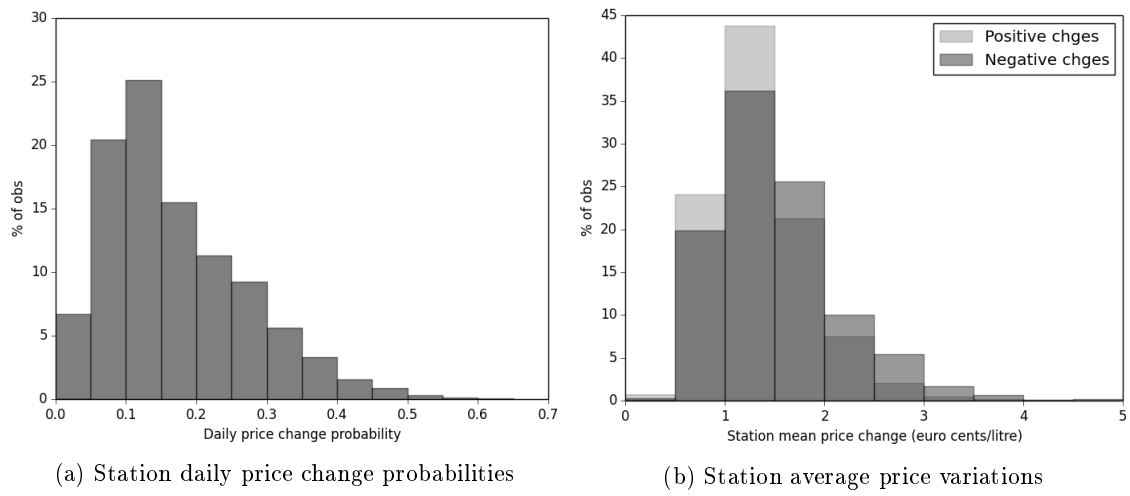 30
25
20
15
10
5
0
% of obs
0.0 0.1 0.2 0.3 0.4 0.5 0.6 0.7
Daily price change probability
(a) Station daily price change probabilities
45
40
35
30
25
20
15
10
5
0
% of obs
Positive chges
Negative chges
0 1 2 3 4 5
Station mean price change (euro cents/litre)
(b) Station average price variations